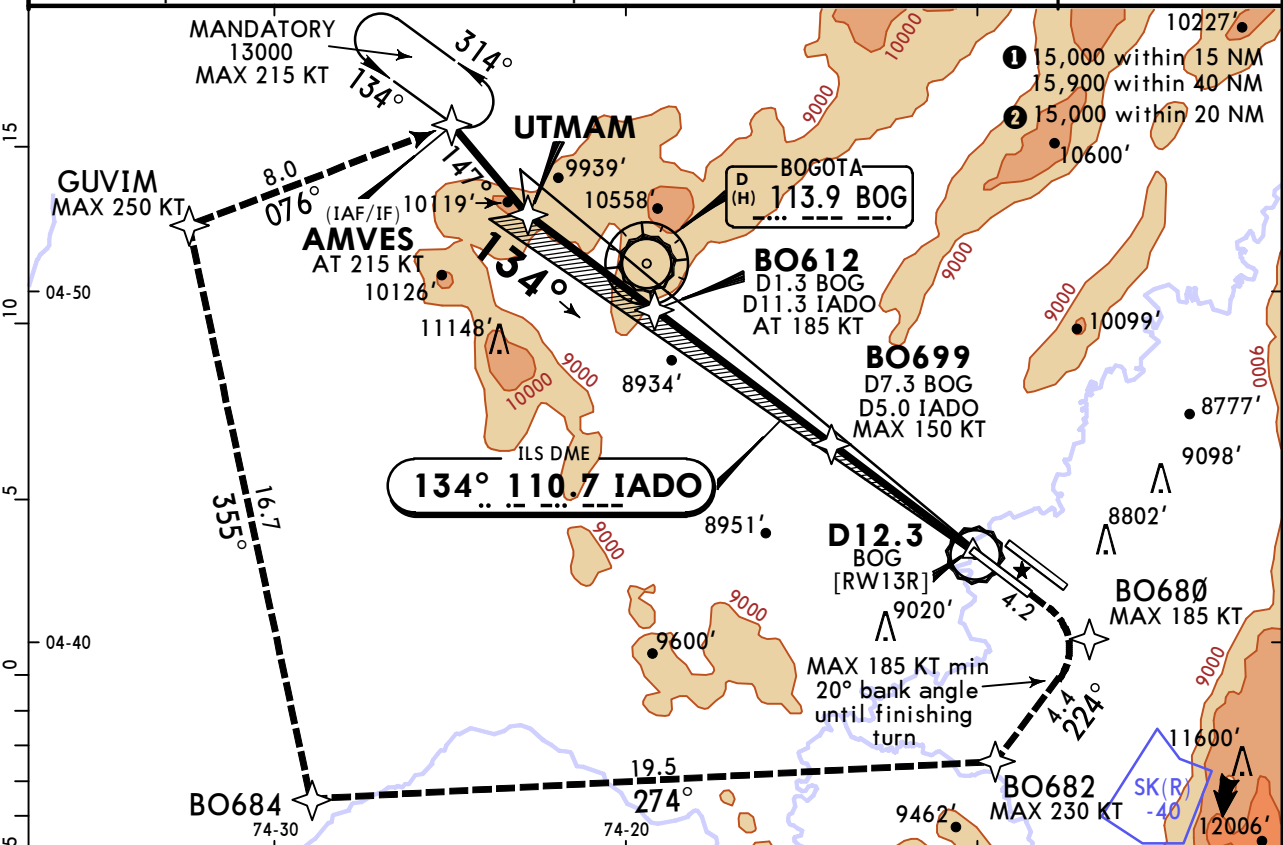 MANDATORY
13000
MAX 215 KT
314°
134°
10000
10227'
1 15,000 within 15 NM
15,900 within 40 NM
2 15,000 within 20 NM
9000
10600'
15
UTMAM
147°
9939'
BOGOTA
D
(H) 113.9 BOG
8.0
076°
GUVIM
MAX 250 KT
(IAF/IF)
AMVES
AT 215 KT
10119'
10558'
134°
10126'
BO612
D1.3 BOG
D11.3 IADO
AT 185 KT
9000
9000
10099'
9000
04-50
10
11148'
9000
10000
8934'
BO699
D7.3 BOG
D5.0 IADO
MAX 150 KT
8777'
9098'
ILS DME
134° 110.7 IADO
16.7
355°
5
8951'
9000
8802'
D12.3
BOG
[RW13R]
4.2
BO680
MAX 185 KT
9000
9020'
04-40
0
9600'
MAX 185 KT min
20° bank angle
until finishing
turn
4.4
224°
9000
11600'
19.5
274°
BO684
BO682
MAX 230 KT
SK(R)
-40
9462'
12006'
74-30
74-20
5